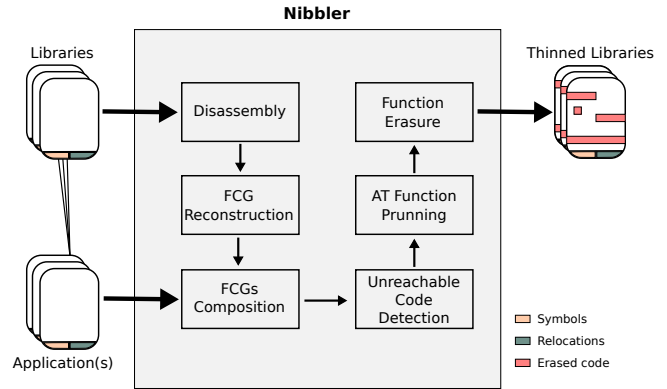 Nibbler
Libraries
Thinned Libraries
Disassembly
Function
Erasure
FCG
Reconstruction
AT Function
Prunning
FCGs
Composition
Unreachable
Code
Detection
Application(s)
Symbols
Relocations
Erased code